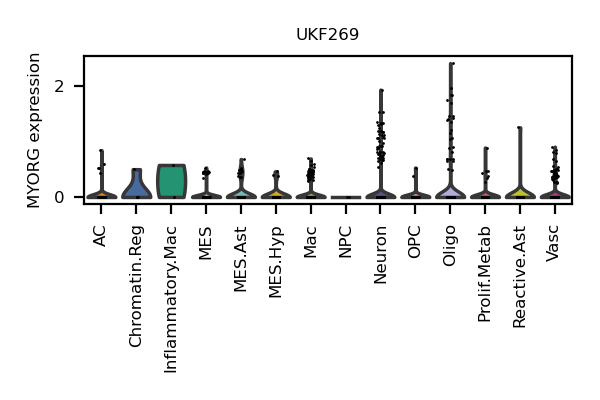 UKF269
MYORG expression
2
0
AC
Chromatin.Reg
Inflammatory.Mac
MES
MES.Ast
MES.Hyp
Mac
NPC
Neuron
OPC
Oligo
Prolif.Metab
Reactive.Ast
Vasc